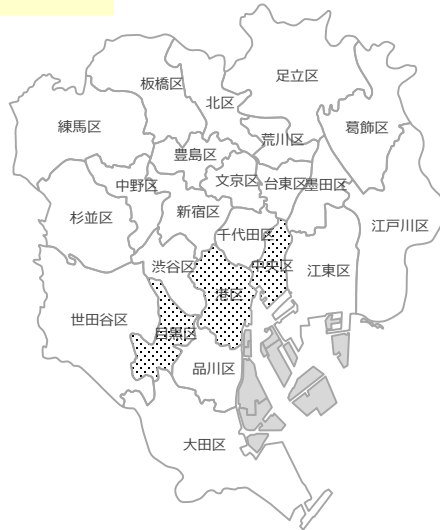 足立区
板橋区
北区
練馬区
葛飾区
荒川区
豊島区
文京区
台東区
墨田区
中野区
杉並区
新宿区
江戸川区
千代田区
渋谷区
中央区
江東区
港区
世田谷区
目黒区
品川区
大田区